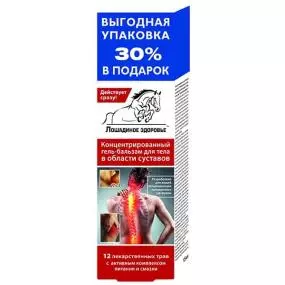 ВЫГОДНАЯ
УПАКОВКА
30%
В ПОДАРОК
Действует
сразу!
Лошадиное здоровье
Концентрированный
гель-бальзам для тела
в области суставов
12 лекарственных трав
с активным комплексом
питания и смазки